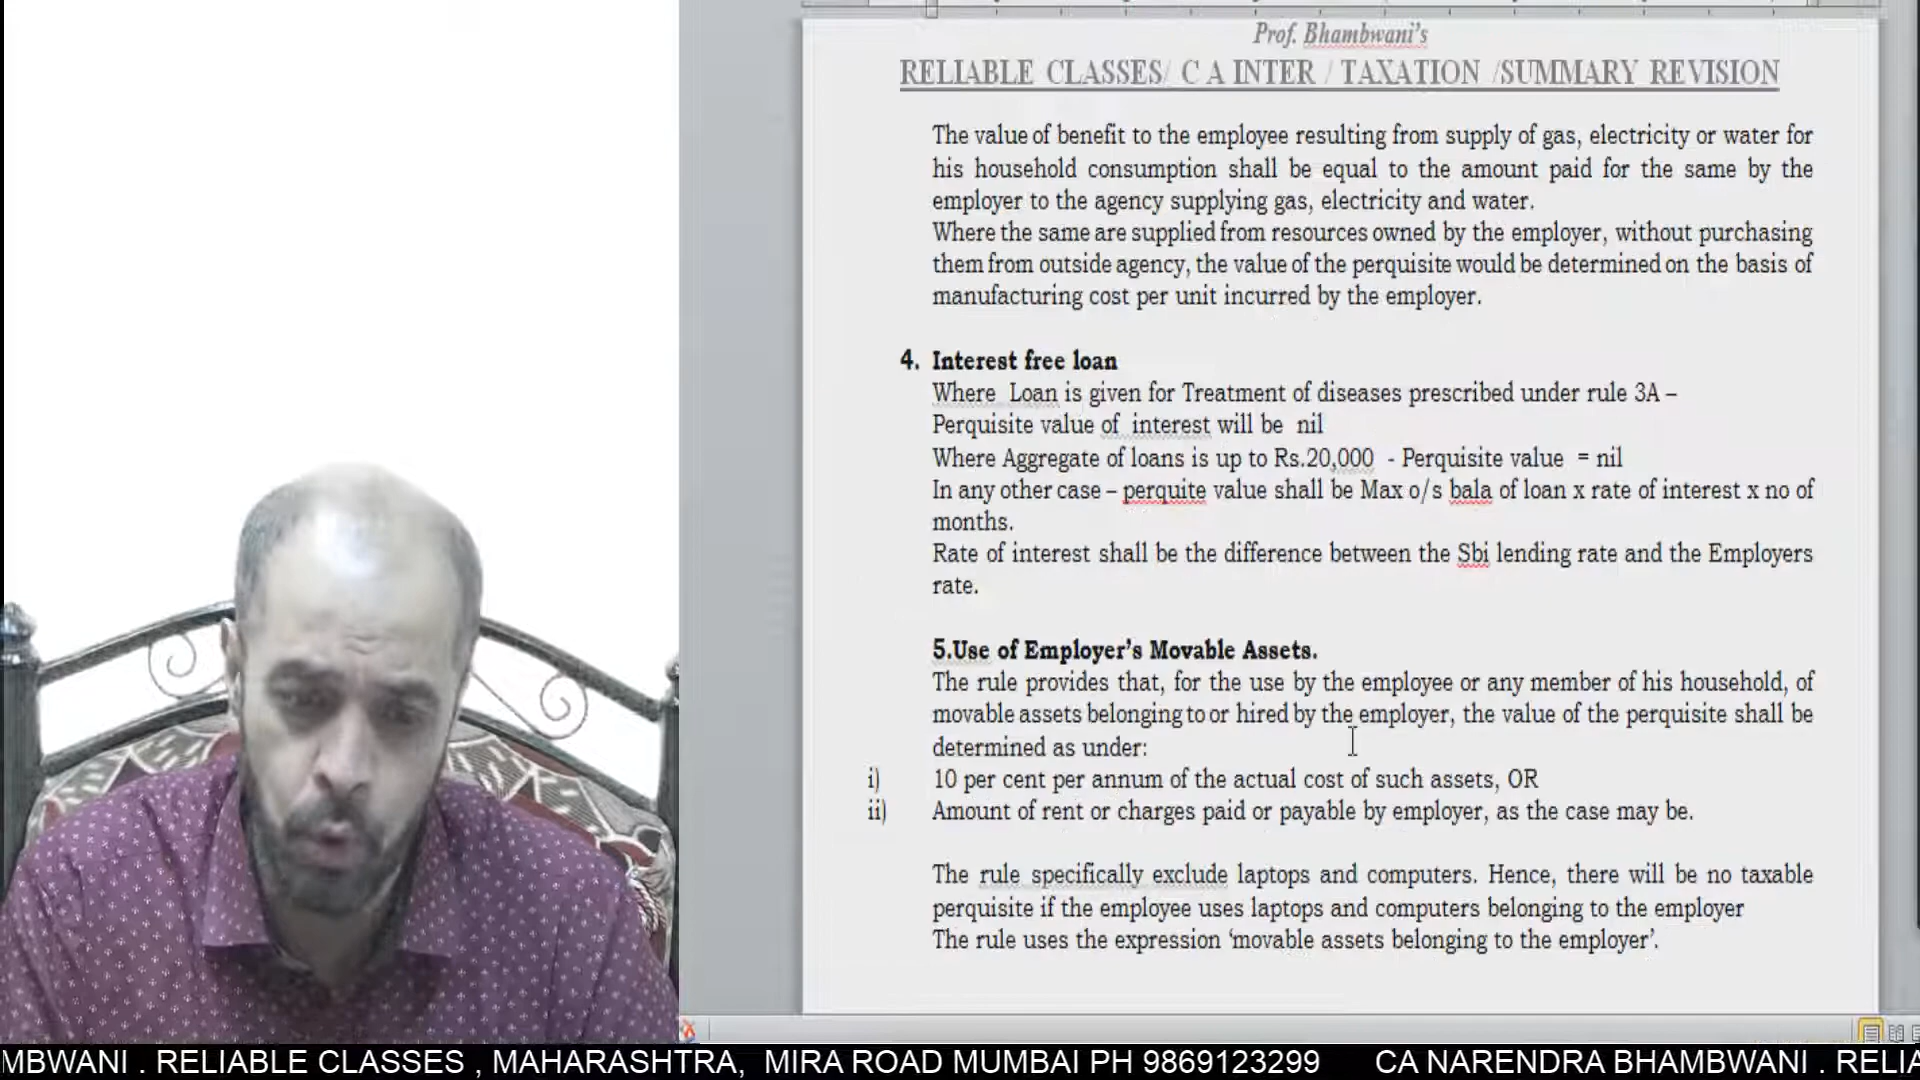 Prof. Bhambwani's
RELIABLE CLASSES/ C A INTER / TAXATION /SUMMARY REVISION
The value of benefit to the employee resulting from supply of gas, electricity or water for
his household consumption shall be equal to the amount paid for the same by the
employer to the agency supplying gas, electricity and water.
Where the same are supplied from resources owned by the employer, without purchasing
them from outside agency, the value of the perquisite would be determined on the basis of
manufacturing cost per unit incurred by the employer.
4. Interest free loan
Where Loan is given for Treatment of diseases prescribed under rule 3A –
Perquisite value of interest will be nil
Where Aggregate of loans is up to Rs.20,000 - Perquisite value = nil
In any other case – perquite value shall be Max o/s bala of loan x rate of interest x no of
months.
Rate of interest shall be the difference between the Sbi lending rate and the Employers
rate.
5.Use of Employer's Movable Assets.
The rule provides that, for the use by the employee or any member of his household, of
movable assets belonging to or hired by the employer, the value of the perquisite shall be
determined as under:
i) 10 per cent per annum of the actual cost of such assets, OR
ii) Amount of rent or charges paid or payable by employer, as the case may be.
The rule specifically exclude laptops and computers. Hence, there will be no taxable
perquisite if the employee uses laptops and computers belonging to the employer
The rule uses the expression 'movable assets belonging to the employer'.
MBWANI . RELIABLE CLASSES , MAHARASHTRA, MIRA ROAD MUMBAI PH 9869123299 CA NARENDRA BHAMBWANI . RELIA